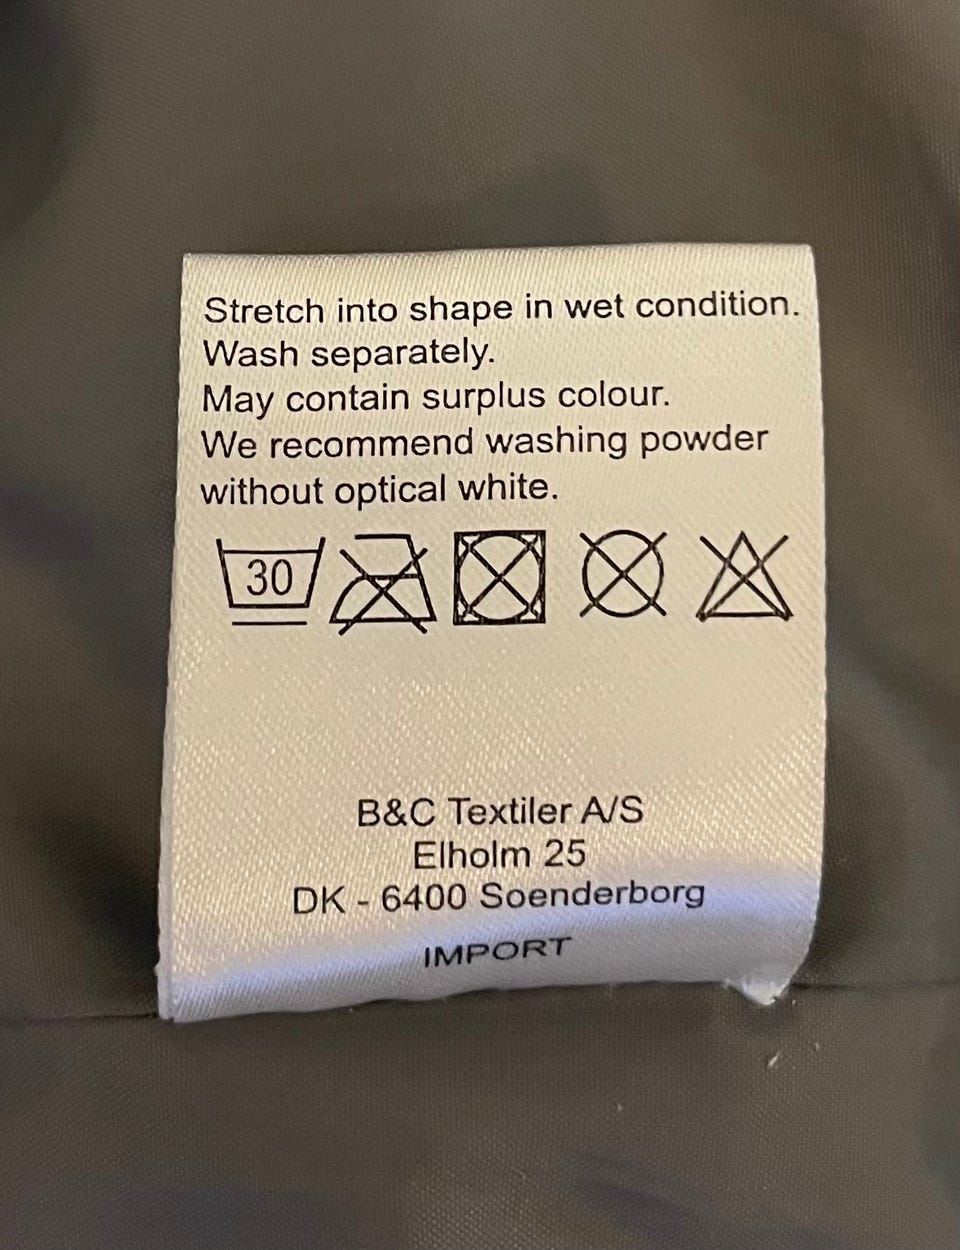 Stretch into shape in wet condition.
Wash separately.
May contain surplus colour.
We recommend washing powder
without optical white.
30
B&C Textiler A/S
Elholm 25
DK - 6400 Soenderborg
IMPORT